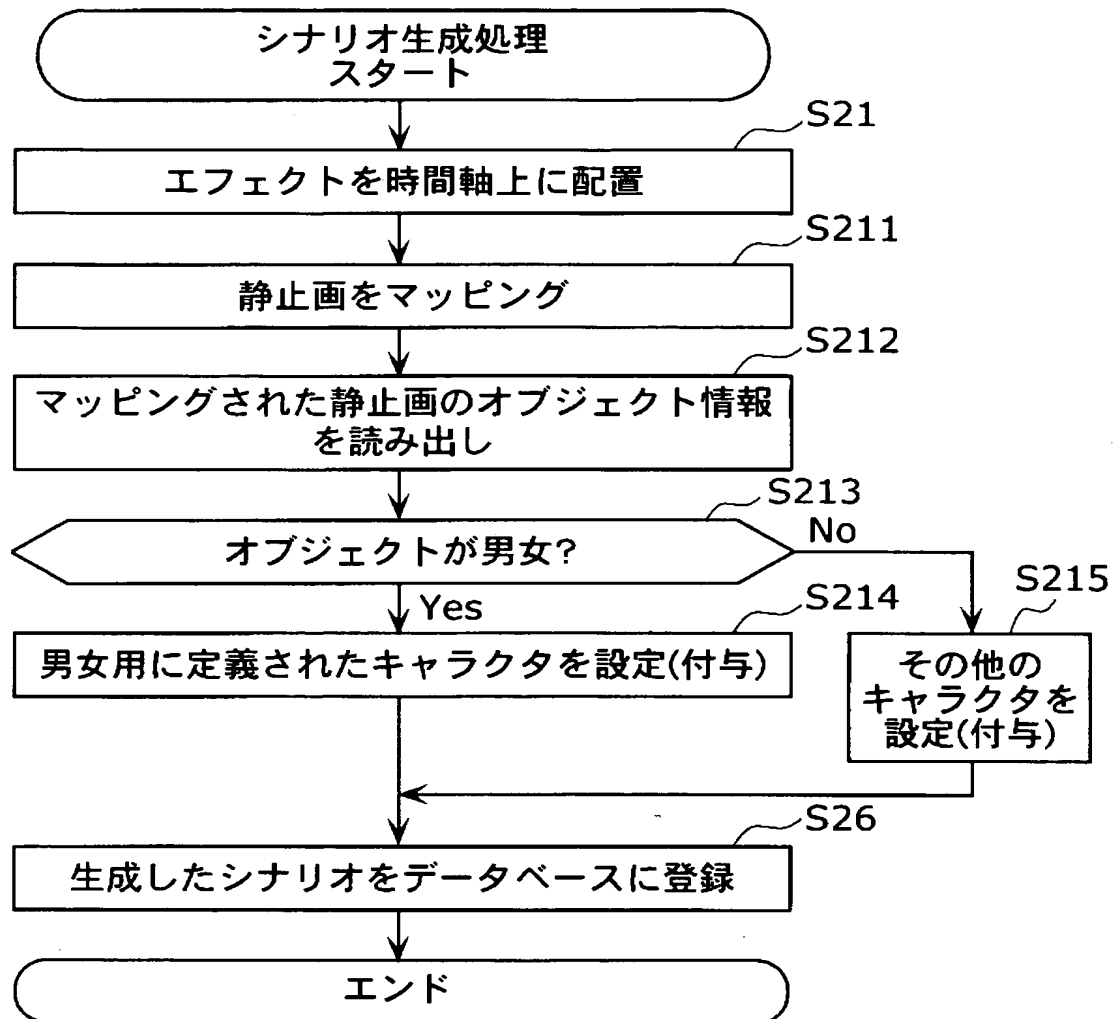 シナリオ生成処理
スタート
S21
エフェクトを時間軸上に配置
S211
静止画をマッピング
S212
マッピングされた静止画のオブジェクト情報
を読み出し
S213
オブジェクトが男女?
No
Yes
S214
男女用に定義されたキャラクタを設定(付与)
S215
その他の
キャラクタを
設定(付与)
S26
生成したシナリオをデータベースに登録
エンド